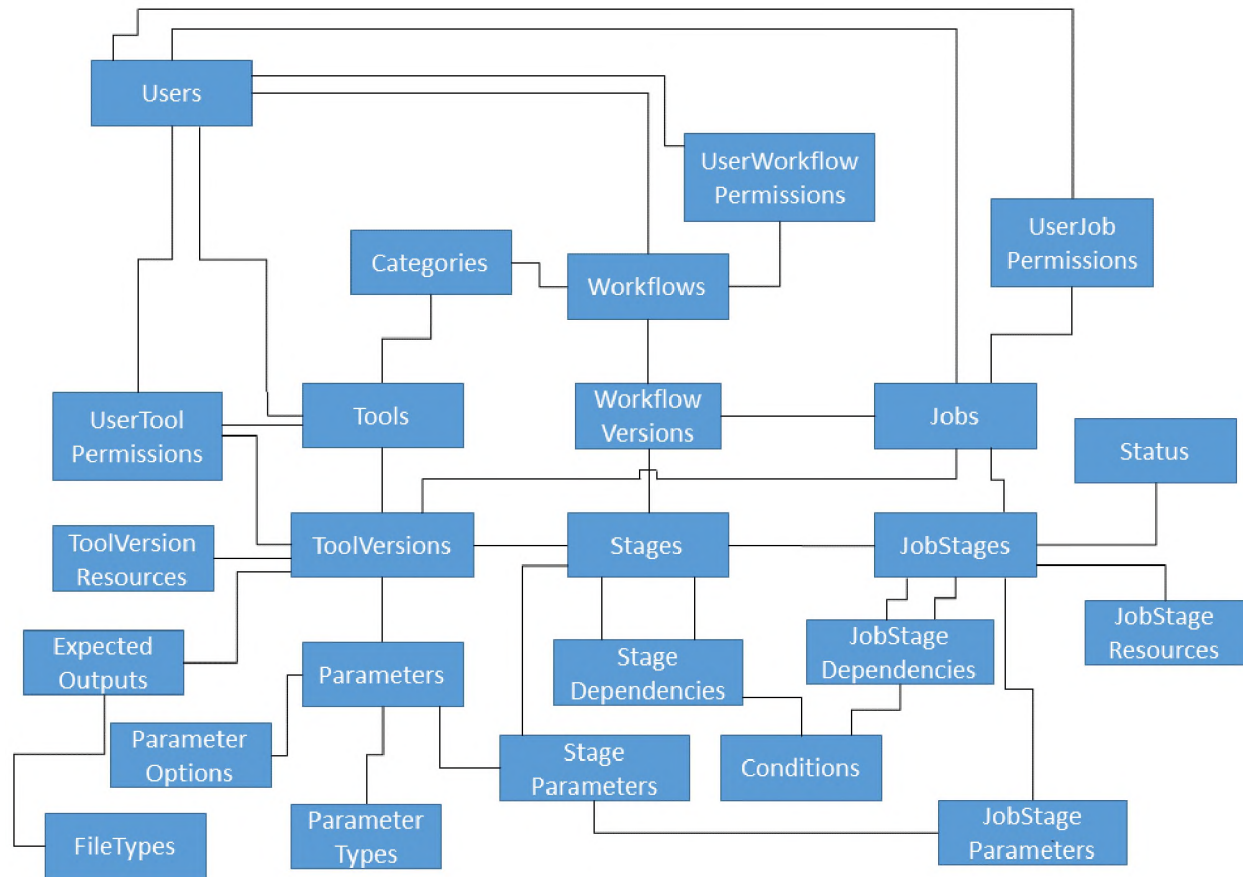 Users
UserWorkflow
Permissions
UserJob
Permissions
Categories
Workflows
UserTool
Permissions
Tools
Workflow
Versions
Jobs
Status
ToolVersion
Resources
ToolVersions
Stages
JobStages
Expected
Outputs
Parameters
Stage
Dependencies
JobStage
Dependencies
JobStage
Resources
Parameter
Options
Stage
Parameters
Conditions
FileTypes
Parameter
Types
JobStage
Parameters